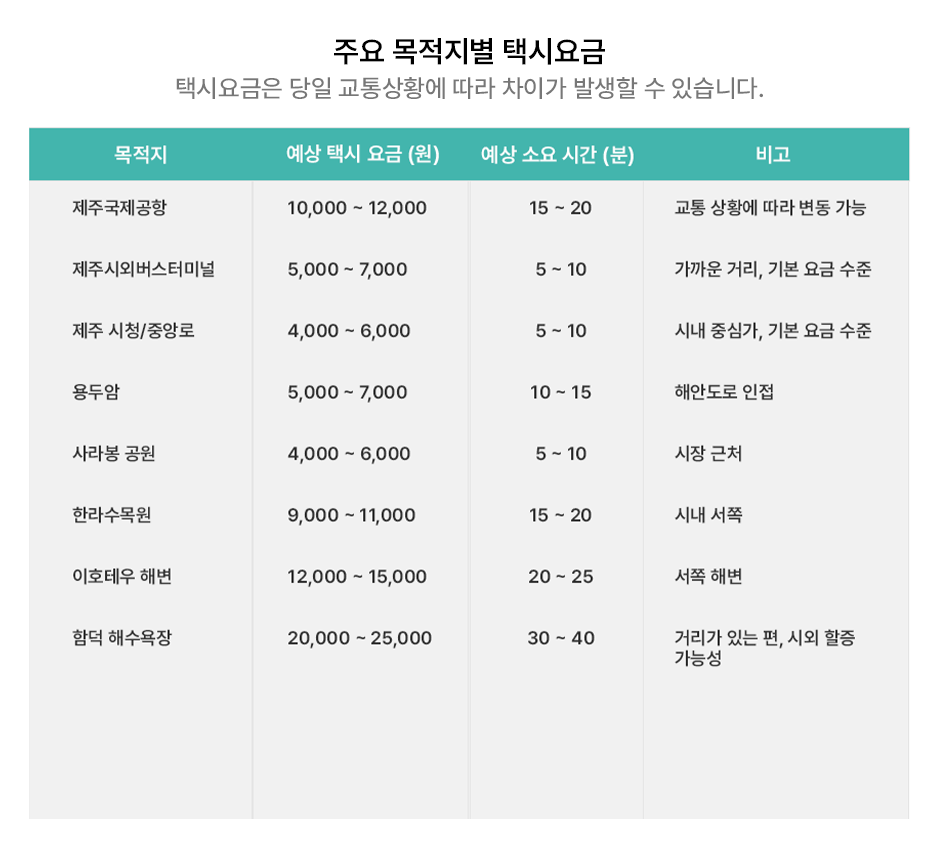 주요 목적지별 택시요금
택시요금은 당일 교통상황에 따라 차이가 발생할 수 있습니다.
목적지 예상 택시 요금 (원) 예상 소요 시간 (분) 비고
제주국제공항 10,000 ~ 12,000 15 ~ 20 교통 상황에 따라 변동 가능
제주시외버스터미널 5,000 ~ 7,000 5 ~ 10 가까운 거리, 기본 요금 수준
제주 시청/중앙로 4,000 ~ 6,000 5 ~ 10 시내 중심가, 기본 요금 수준
용두암 5,000 ~ 7,000 10 ~ 15 해안도로 인접
사라봉 공원 4,000 ~ 6,000 5 ~ 10 시장 근처
한라수목원 9,000 ~ 11,000 15 ~ 20 시내 서쪽
이호테우 해변 12,000 ~ 15,000 20 ~ 25 서쪽 해변
함덕 해수욕장 20,000 ~ 25,000 30 ~ 40 거리가 있는 편, 시외 할증
가능성